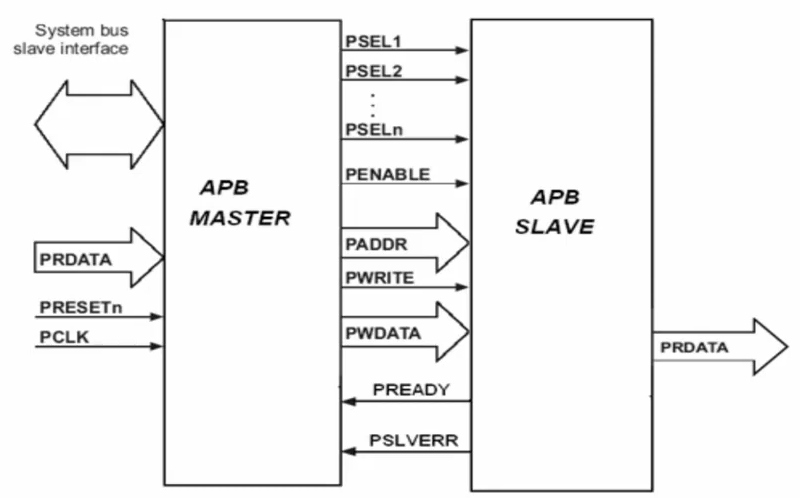 System bus
slave interface
PSEL1
PSEL2
PSELn
PENABLE
APB
MASTER
APB
SLAVE
PRDATA
PADDR
PRESETn
PWRITE
PCLK
PWDATA
PRDATA
PREADY
PSLVERR